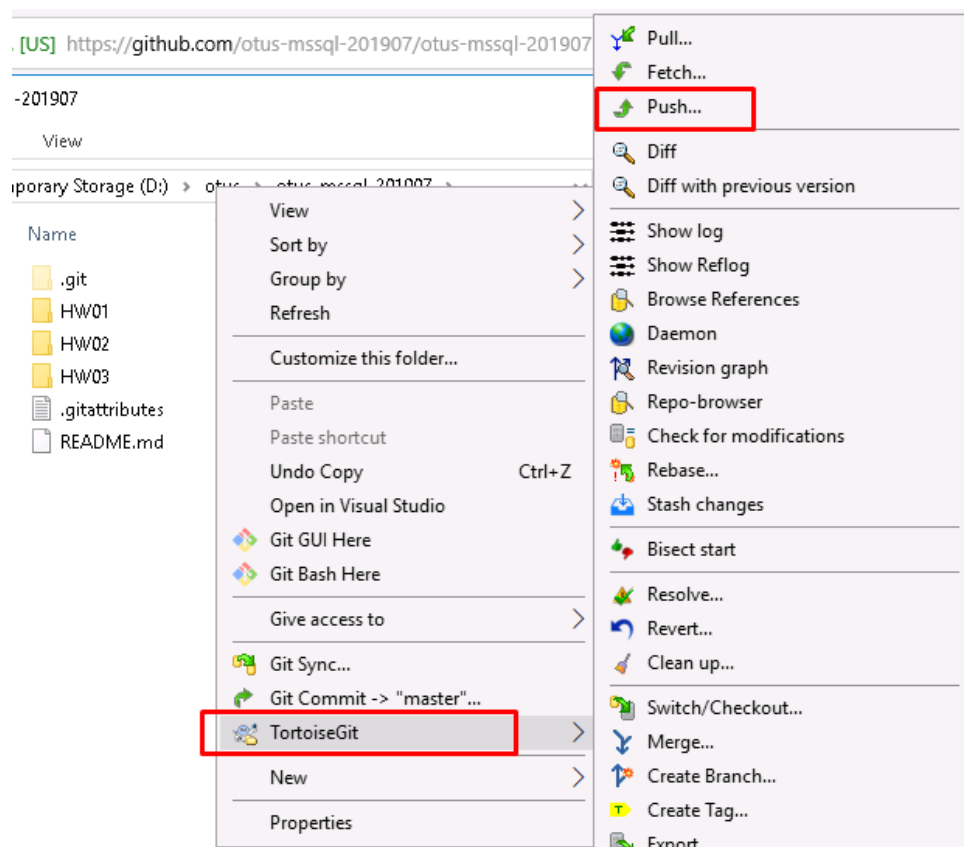 [US] https://github.com/otus-mssql-201907/otus-mssql-201907
-201907
View
porary Storage (D:) > otus > otus-mssql-201907 >
Name
.git
HW01
HW02
HW03
.gitattributes
README.md
View
Sort by
Group by
Refresh
Customize this folder...
Paste
Paste shortcut
Undo Copy Ctrl+Z
Open in Visual Studio
Git GUI Here
Git Bash Here
Give access to
Git Sync...
Git Commit -> "master"...
TortoiseGit
New
Properties
Pull...
Fetch...
Push...
Diff
Diff with previous version
Show log
Show Reflog
Browse References
Daemon
Revision graph
Repo-browser
Check for modifications
Rebase...
Stash changes
Bisect start
Resolve...
Revert...
Clean up...
Switch/Checkout...
Merge...
Create Branch...
Create Tag...
Export